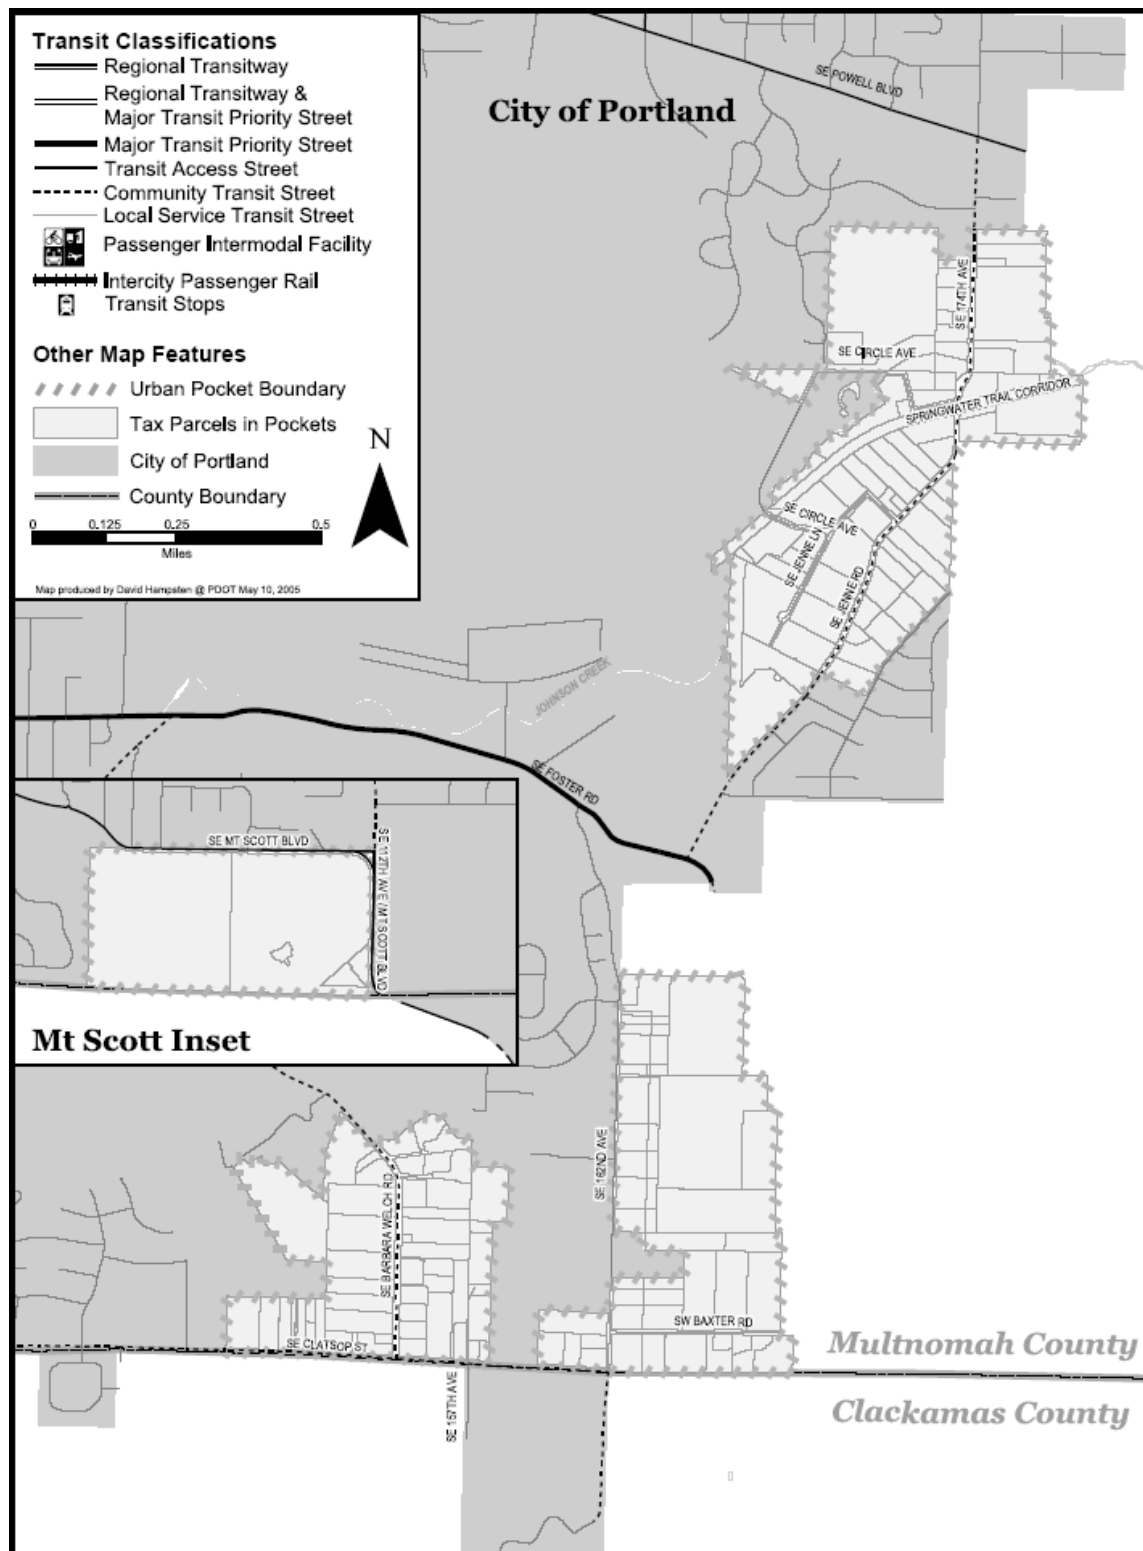 Transit Classifications
Regional Transitway
Regional Transitway &
Major Transit Priority Street
Major Transit Priority Street
Transit Access Street
Community Transit Street
Local Service Transit Street
Passenger Intermodal Facility
Intercity Passenger Rail
Transit Stops
Other Map Features
Urban Pocket Boundary
Tax Parcels in Pockets
City of Portland
County Boundary
N
0 0.125 0.25 0.5
Miles
Map produced by David Hampsten @ PDOT May 10, 2005
City of Portland
SE POWELL BLVD
SE 174TH AVE
SE CIRCLE AVE
SPRINGWATER TRAIL CORRIDOR
SE CIRCLE AVE
SE JENNE LN
SE JENNE RD
JOHNSON CREEK
SE FOSTER RD
SE MT SCOTT BLVD
SE 112TH AVE / MT SCOTT BLVD
Mt Scott Inset
SE 162ND AVE
SE BARBARA WELCH RD
SW BAXTER RD
SE CLATSOP ST
SE 157TH AVE
Multnomah County
Clackamas County